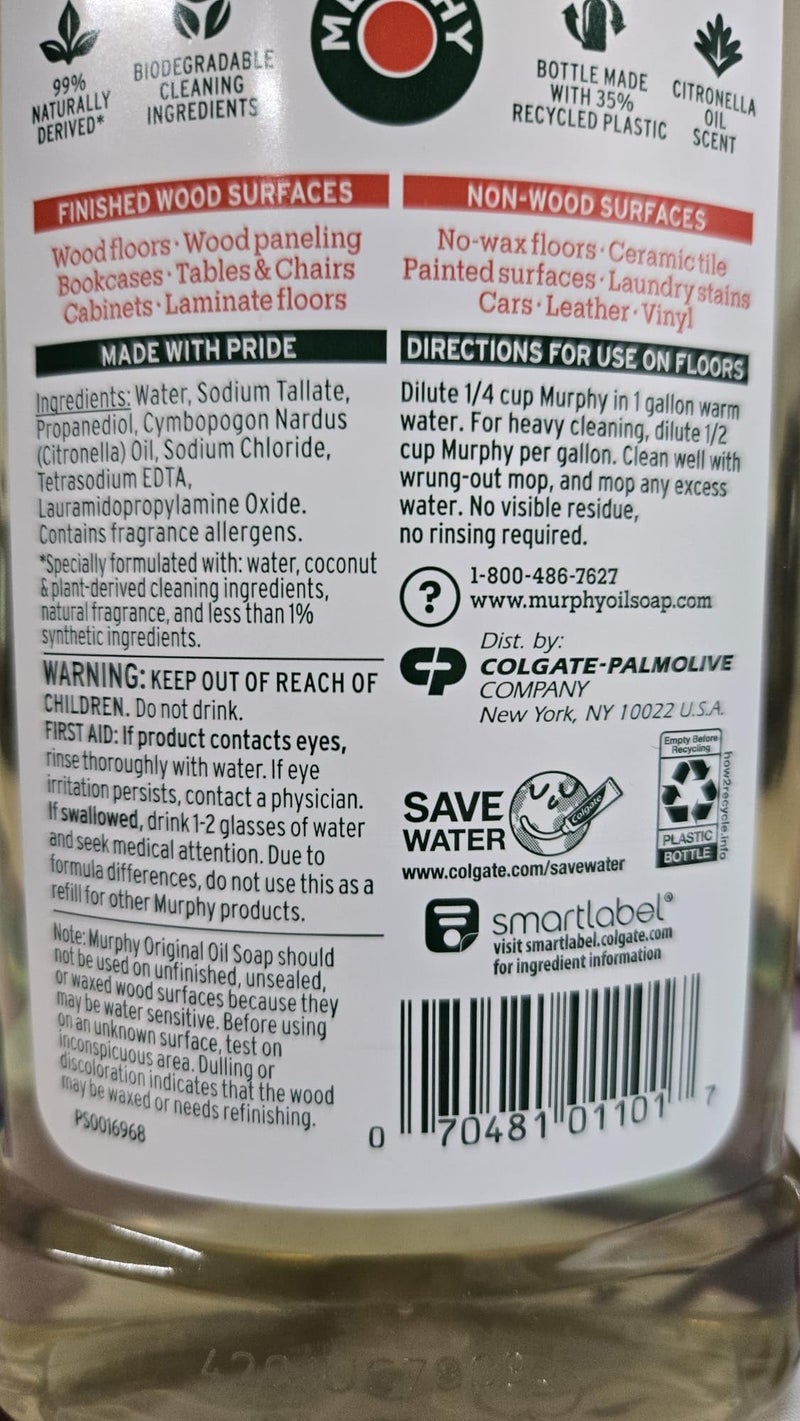 99%
NATURALLY
DERIVED*
BIODEGRADABLE
CLEANING
INGREDIENTS
BOTTLE MADE
WITH 35%
RECYCLED PLASTIC
CITRONELLA
OIL
SCENT
FINISHED WOOD SURFACES
Wood floors · Wood paneling
Bookcases · Tables & Chairs
Cabinets · Laminate floors
NON-WOOD SURFACES
No-wax floors · Ceramic tile
Painted surfaces · Laundry stains
Cars · Leather · Vinyl
MADE WITH PRIDE
Ingredients: Water, Sodium Tallate,
Propanediol, Cymbopogon Nardus
(Citronella) Oil, Sodium Chloride,
Tetrasodium EDTA,
Lauramidopropylamine Oxide.
Contains fragrance allergens.
*Specially formulated with: water, coconut
& plant-derived cleaning ingredients,
natural fragrance, and less than 1%
synthetic ingredients.
WARNING: KEEP OUT OF REACH OF
CHILDREN. Do not drink.
FIRST AID: If product contacts eyes,
rinse thoroughly with water. If eye
irritation persists, contact a physician.
If swallowed, drink 1-2 glasses of water
and seek medical attention. Due to
formula differences, do not use this as a
refill for other Murphy products.
Note: Murphy Original Oil Soap should
not be used on unfinished, unsealed,
or waxed wood surfaces because they
may be water sensitive. Before using
on an unknown surface, test on
inconspicuous area. Dulling or
discoloration indicates that the wood
may be waxed or needs refinishing.
PS0016968
DIRECTIONS FOR USE ON FLOORS
Dilute 1/4 cup Murphy in 1 gallon warm
water. For heavy cleaning, dilute 1/2
cup Murphy per gallon. Clean well with
wrung-out mop, and mop any excess
water. No visible residue,
no rinsing required.
?
1-800-486-7627
www.murphyoilsoap.com
CP
Dist. by:
COLGATE-PALMOLIVE
COMPANY
New York, NY 10022 U.S.A.
SAVE
WATER
Colgate
www.colgate.com/savewater
Empty Before
Recycling
PLASTIC
BOTTLE
how2recycle.info
smartlabel®
visit smartlabel.colgate.com
for ingredient information
0 70481 01101 7